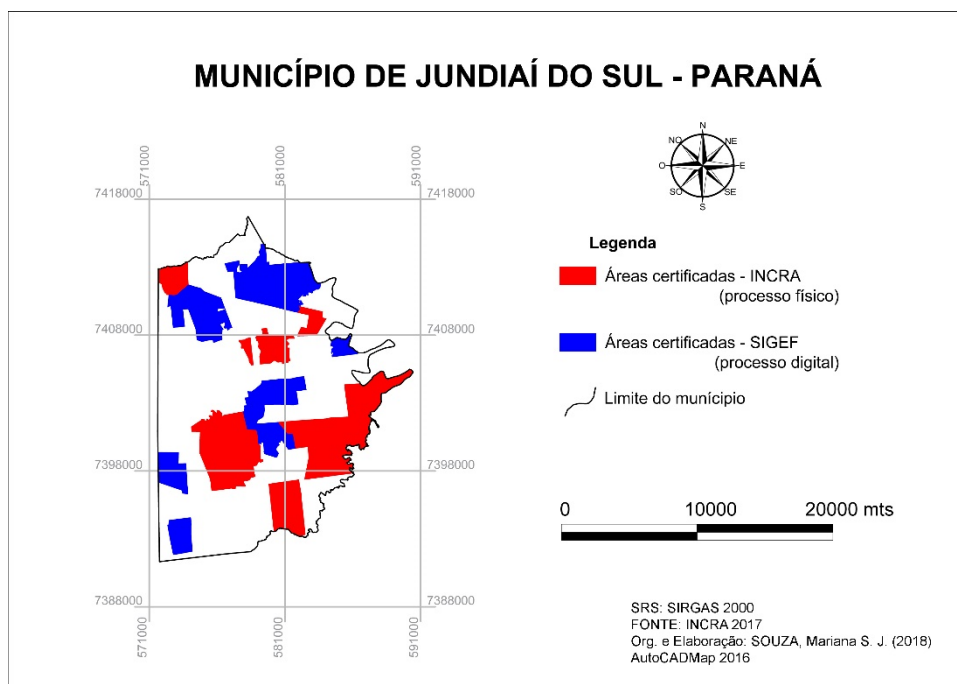 MUNICÍPIO DE JUNDIAÍ DO SUL - PARANÁ
N
NO
NE
O
E
SO
SE
S
571000
581000
591000
7418000
7418000
Legenda
Áreas certificadas - INCRA
(processo físico)
7408000
7408000
Áreas certificadas - SIGEF
(processo digital)
Limite do munícipio
7398000
7398000
0
10000
20000 mts
7388000
7388000
571000
581000
591000
SRS: SIRGAS 2000
FONTE: INCRA 2017
Org. e Elaboração: SOUZA, Mariana S. J. (2018)
AutoCADMap 2016